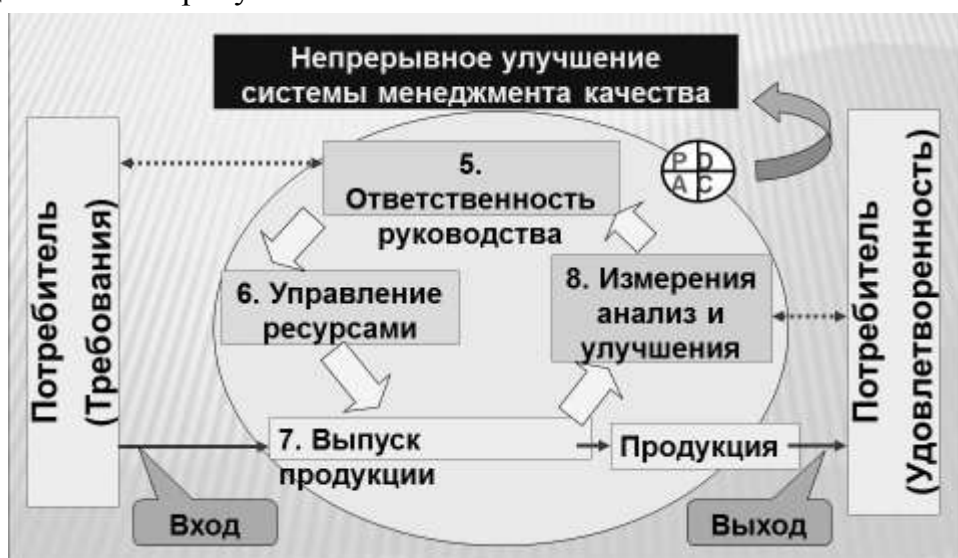 Непрерывное улучшение
системы менеджмента качества
Потребитель
(Требования)
5.
Ответственность
руководства
P D
A C
6. Управление
ресурсами
8. Измерения
анализ и
улучшения
7. Выпуск
продукции
Продукция
Вход
Выход
Потребитель
(Удовлетворенность)